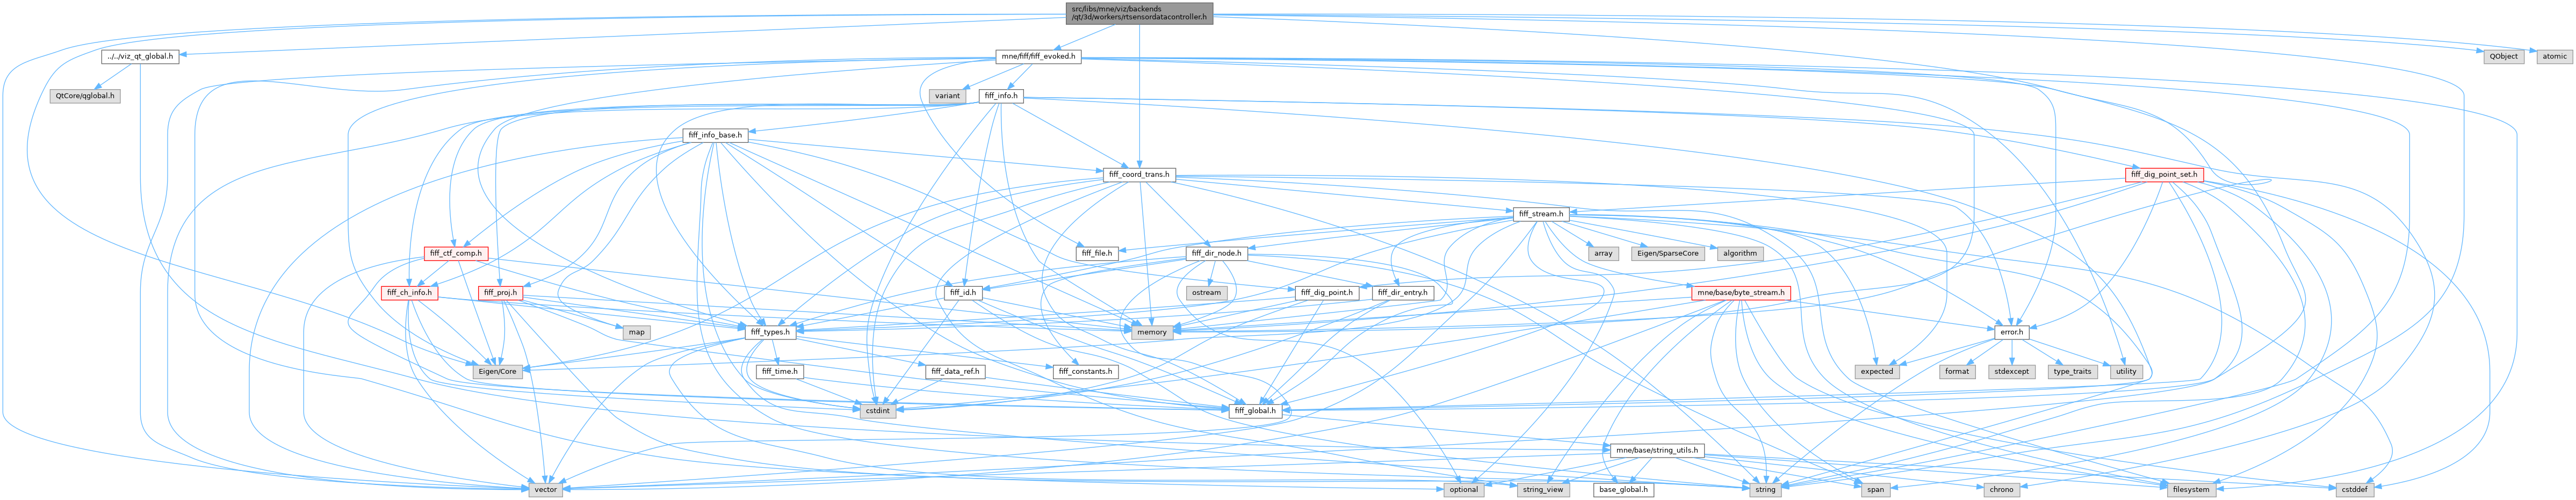 src/libs/mne/viz/backends
/qt/3d/workers/rtsensordatacontroller.h
../../viz_qt_global.h
mne/fiff/fiff_evoked.h
QObject
atomic
QtCore/qglobal.h
variant
fiff_info.h
fiff_info_base.h
fiff_coord_trans.h
fiff_dig_point_set.h
fiff_stream.h
fiff_ctf_comp.h
fiff_file.h
fiff_dir_node.h
array
Eigen/SparseCore
algorithm
fiff_ch_info.h
fiff_proj.h
fiff_id.h
ostream
fiff_dig_point.h
fiff_dir_entry.h
mne/base/byte_stream.h
fiff_types.h
map
memory
error.h
Eigen/Core
fiff_time.h
fiff_data_ref.h
fiff_constants.h
expected
format
stdexcept
type_traits
utility
cstdint
fiff_global.h
mne/base/string_utils.h
vector
optional
string_view
base_global.h
string
span
chrono
filesystem
cstddef